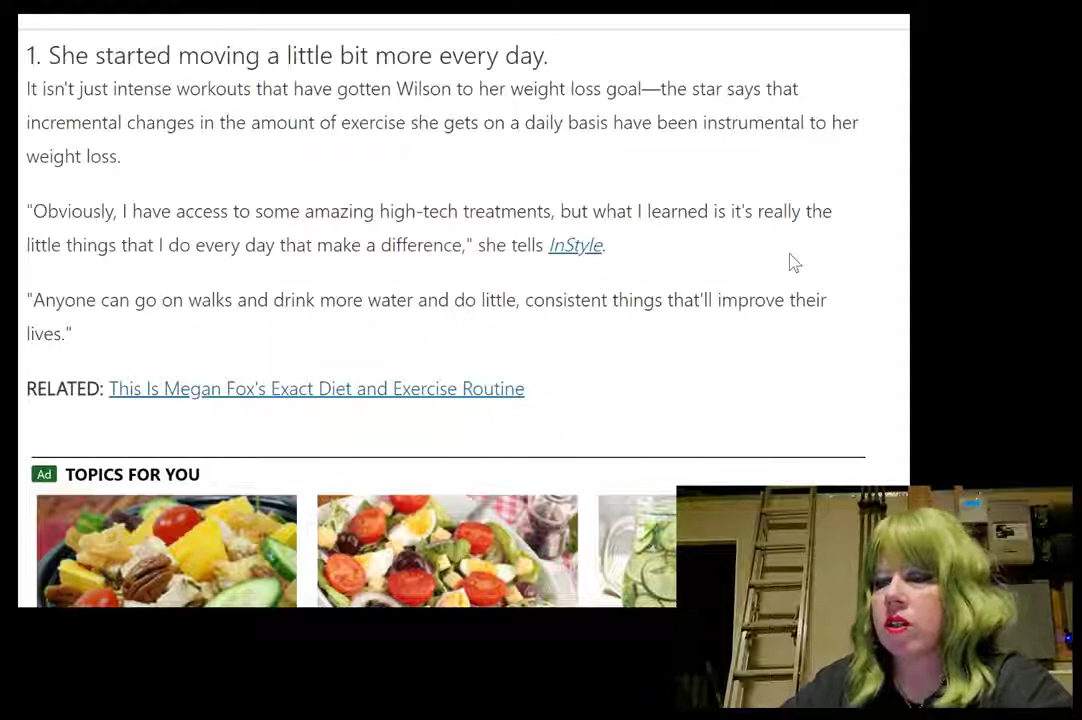 1. She started moving a little bit more every day.
It isn't just intense workouts that have gotten Wilson to her weight loss goal—the star says that
incremental changes in the amount of exercise she gets on a daily basis have been instrumental to her
weight loss.
"Obviously, I have access to some amazing high-tech treatments, but what I learned is it's really the
little things that I do every day that make a difference," she tells InStyle.
"Anyone can go on walks and drink more water and do little, consistent things that'll improve their
lives."
RELATED: This Is Megan Fox's Exact Diet and Exercise Routine
Ad TOPICS FOR YOU